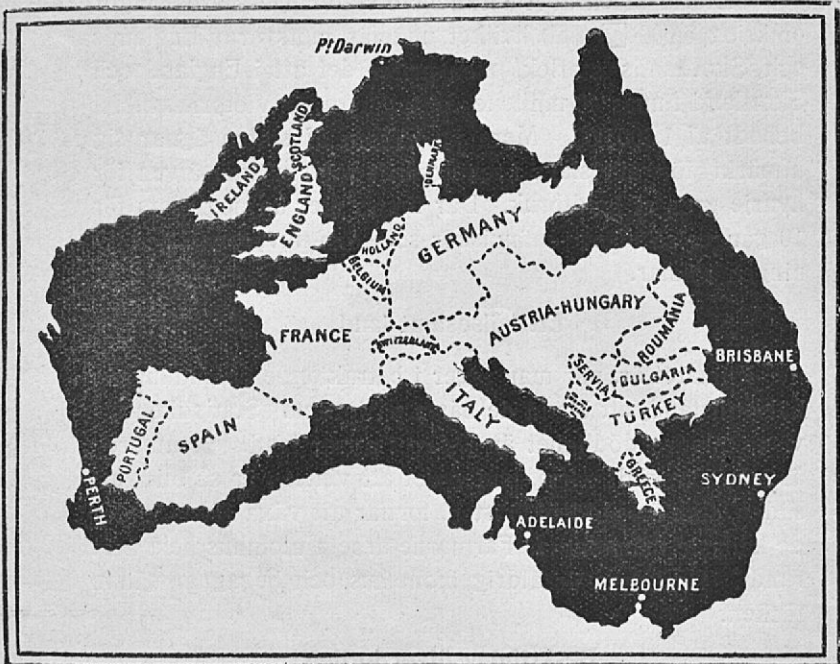 Pt Darwin
SCOTLAND
IRELAND
ENGLAND
DENMARK
HOLLAND
BELGIUM
GERMANY
FRANCE
SWITZERLAND
AUSTRIA-HUNGARY
ROUMANIA
SERVIA
BULGARIA
BRISBANE
ITALY
TURKEY
PORTUGAL
SPAIN
GREECE
PERTH
SYDNEY
ADELAIDE
MELBOURNE